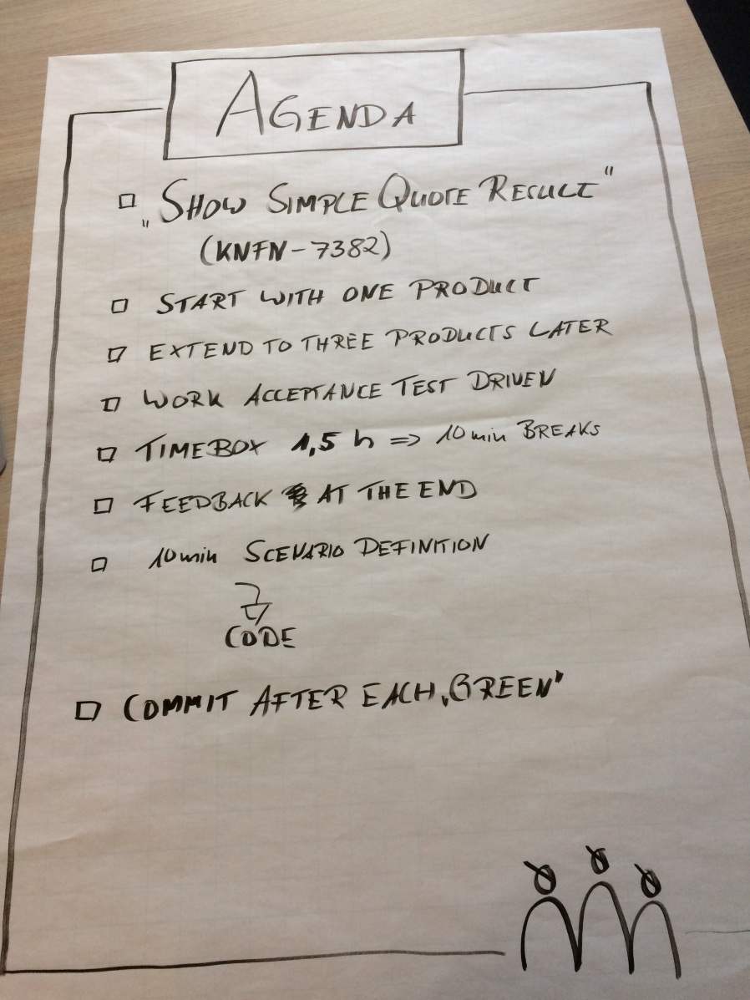 AGENDA
„SHOW SIMPLE QUOTE RESULT"
(KNFN-7382)
START WITH ONE PRODUCT
EXTEND TO THREE PRODUCTS LATER
WORK ACCEPTANCE TEST DRIVEN
TIMEBOX 1,5 h => 10 min BREAKS
FEEDBACK AT THE END
10 min SCENARIO DEFINITION
CODE
COMMIT AFTER EACH „GREEN"